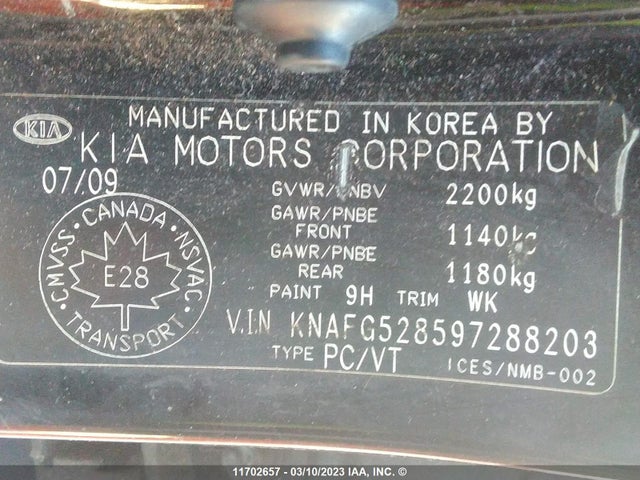 KIA
MANUFACTURED IN KOREA BY
KIA MOTORS CORPORATION
07/09
GVWR/PNBV 2200kg
GAWR/PNBE
FRONT 1140kg
GAWR/PNBE
REAR 1180kg
PAINT 9H TRIM WK
V.I.N KNAFG528597288203
TYPE PC/VT ICES/NMB-002
CMVSS • CANADA • NSVAC
E28
TRANSPORT
11702657 - 03/10/2023 IAA, INC. ©